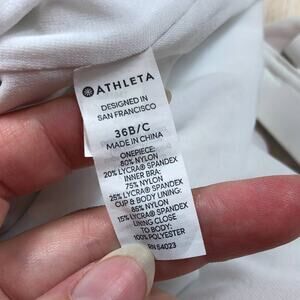 ATHLETA
DESIGNED IN
SAN FRANCISCO
36B/C
MADE IN CHINA
ONEPIECE:
80% NYLON
20% LYCRA® SPANDEX
INNER BRA:
75% NYLON
25% LYCRA® SPANDEX
CUP & BODY LINING:
85% NYLON
15% LYCRA® SPANDEX
LINING CLOSE
TO BODY:
100% POLYESTER
RN 54023